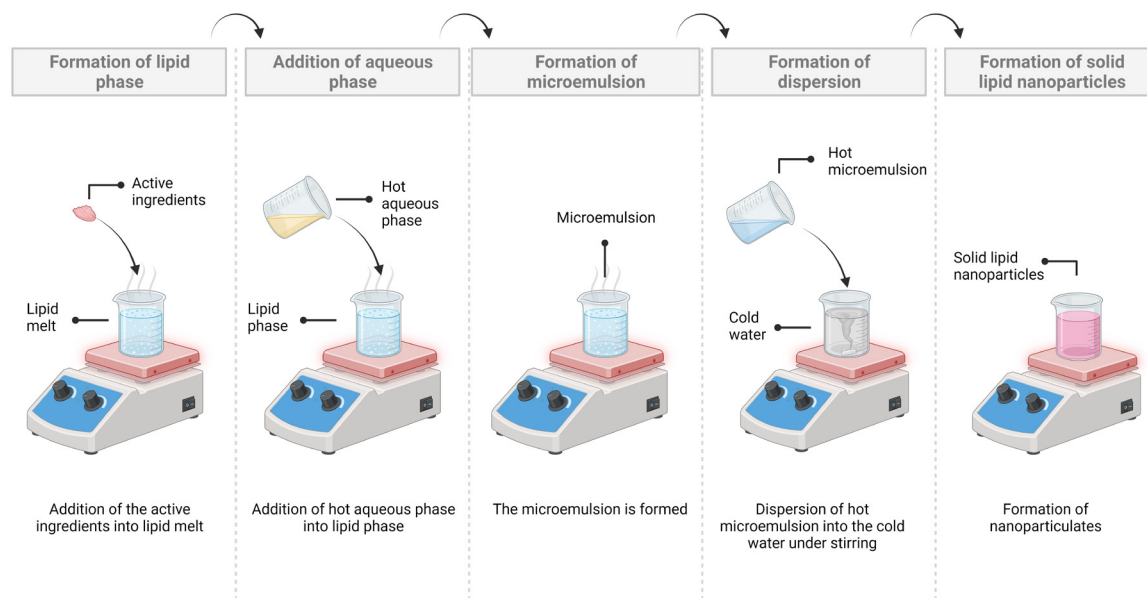 Formation of lipid
phase
Addition of aqueous
phase
Formation of
microemulsion
Formation of
dispersion
Formation of solid
lipid nanoparticles
Active
ingredients
Lipid
melt
Hot
aqueous
phase
Lipid
phase
Microemulsion
Hot
microemulsion
Cold
water
Solid lipid
nanoparticles
Addition of the active
ingredients into lipid melt
Addition of hot aqueous phase
into lipid phase
The microemulsion is formed
Dispersion of hot
microemulsion into the cold
water under stirring
Formation of
nanoparticulates